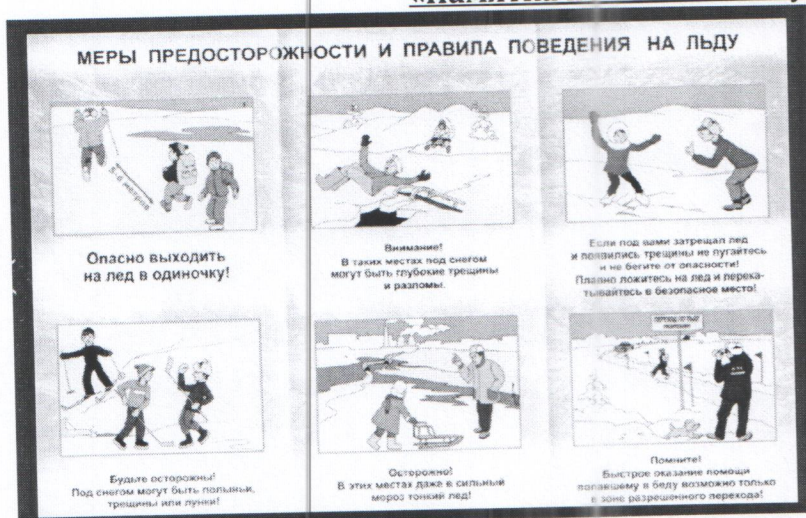 МЕРЫ ПРЕДОСТОРОЖНОСТИ И ПРАВИЛА ПОВЕДЕНИЯ НА ЛЬДУ
5-6 метров
Опасно выходить
на лед в одиночку!
Внимание!
В таких местах под снегом
могут быть глубокие трещины
и разломы.
Если под вами затрещал лед
и появились трещины не пугайтесь
и не бегите от опасности!
Плавно ложитесь на лед и перека-
тывайтесь в безопасное место!
Будьте осторожны!
Под снегом могут быть полыньи,
трещины или лунки!
Осторожно!
В этих местах даже в сильный
мороз тонкий лед!
Помните!
Быстрое оказание помощи
попавшему в беду возможно только
в зоне разрешенного перехода!